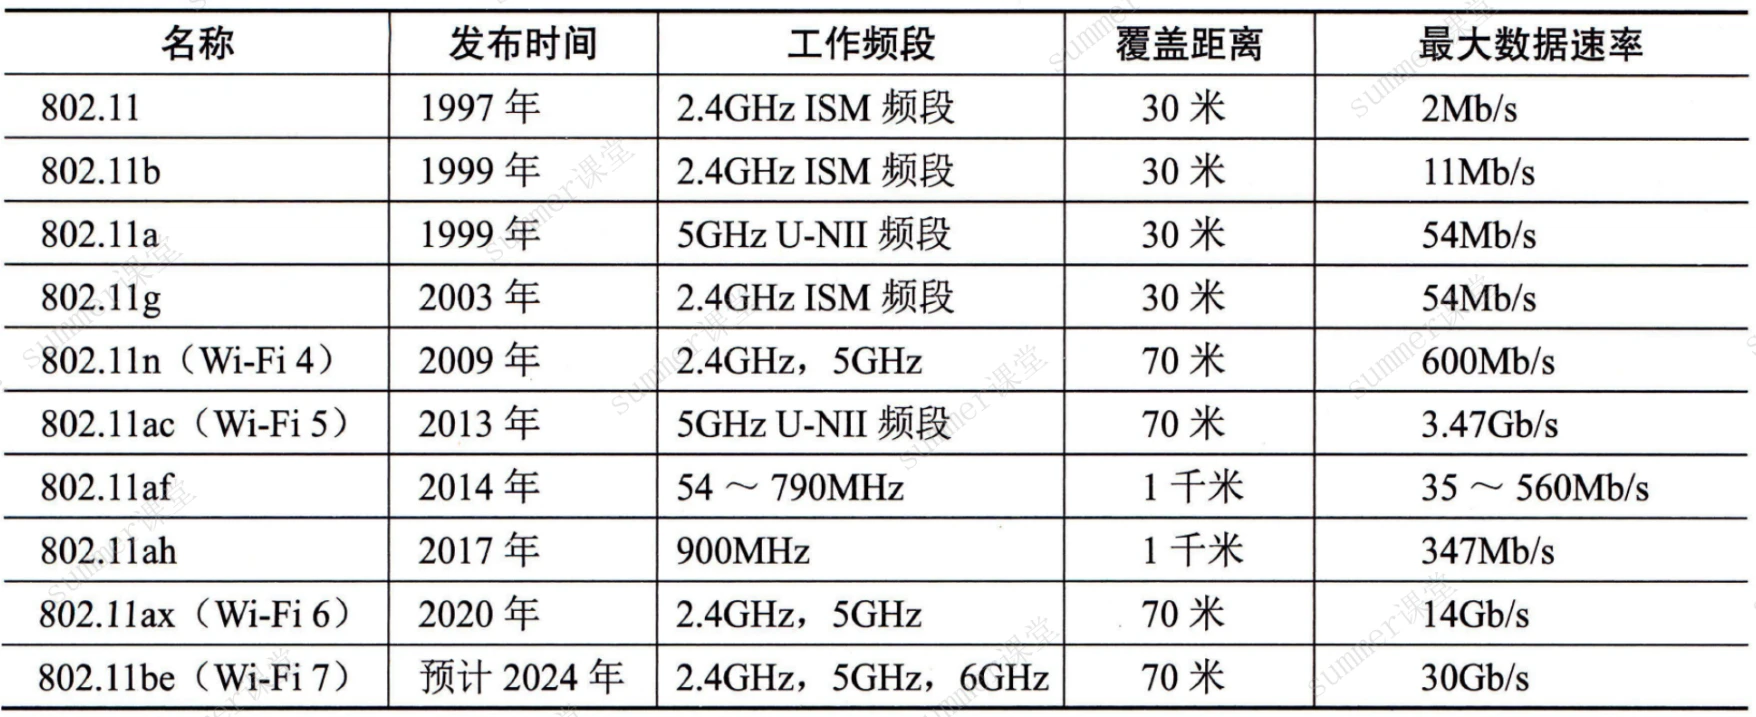 名称 发布时间 工作频段 覆盖距离 最大数据速率
802.11 1997 年 2.4GHz ISM 频段 30 米 2Mb/s
802.11b 1999 年 2.4GHz ISM 频段 30 米 11Mb/s
802.11a 1999 年 5GHz U-NII 频段 30 米 54Mb/s
802.11g 2003 年 2.4GHz ISM 频段 30 米 54Mb/s
802.11n（Wi-Fi 4） 2009 年 2.4GHz，5GHz 70 米 600Mb/s
802.11ac（Wi-Fi 5） 2013 年 5GHz U-NII 频段 70 米 3.47Gb/s
802.11af 2014 年 54 ～ 790MHz 1 千米 35 ～ 560Mb/s
802.11ah 2017 年 900MHz 1 千米 347Mb/s
802.11ax（Wi-Fi 6） 2020 年 2.4GHz，5GHz 70 米 14Gb/s
802.11be（Wi-Fi 7） 预计 2024 年 2.4GHz，5GHz，6GHz 70 米 30Gb/s
summer课堂